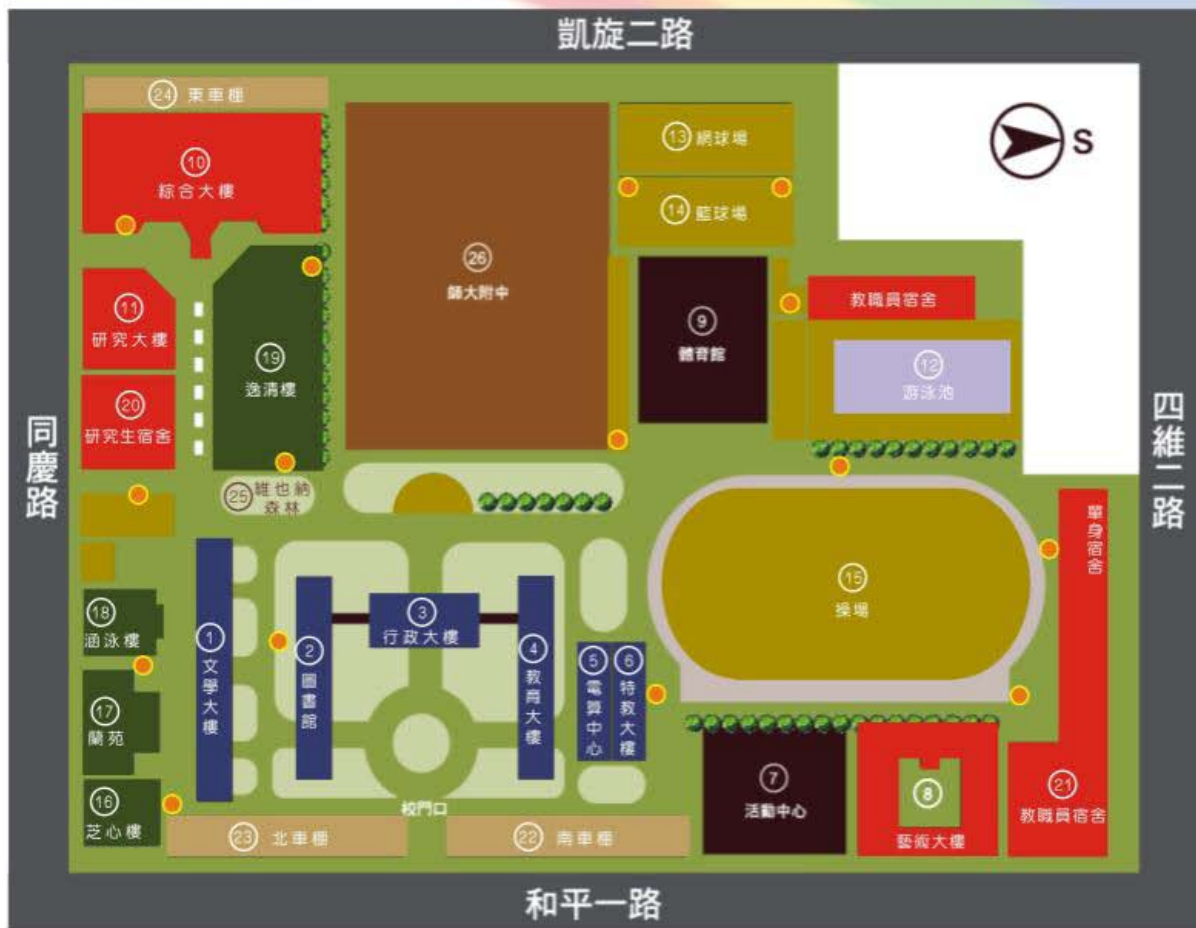 凱旋二路
24 東車棚
10
綜合大樓
13 網球場
S
14 籃球場
26
師大附中
11
研究大樓
19
逸清樓
9
體育館
教職員宿舍
12
游泳池
20
研究生宿舍
同慶路
四維二路
25 維也納
森林
單身宿舍
15
操場
18
涵泳樓
1 文學大樓
2 圖書館
3
行政大樓
4 教育大樓
5 電算中心
6 特教大樓
17
蘭苑
16
芝心樓
校門口
7
活動中心
8
藝術大樓
21
教職員宿舍
23 北車棚
22 南車棚
和平一路